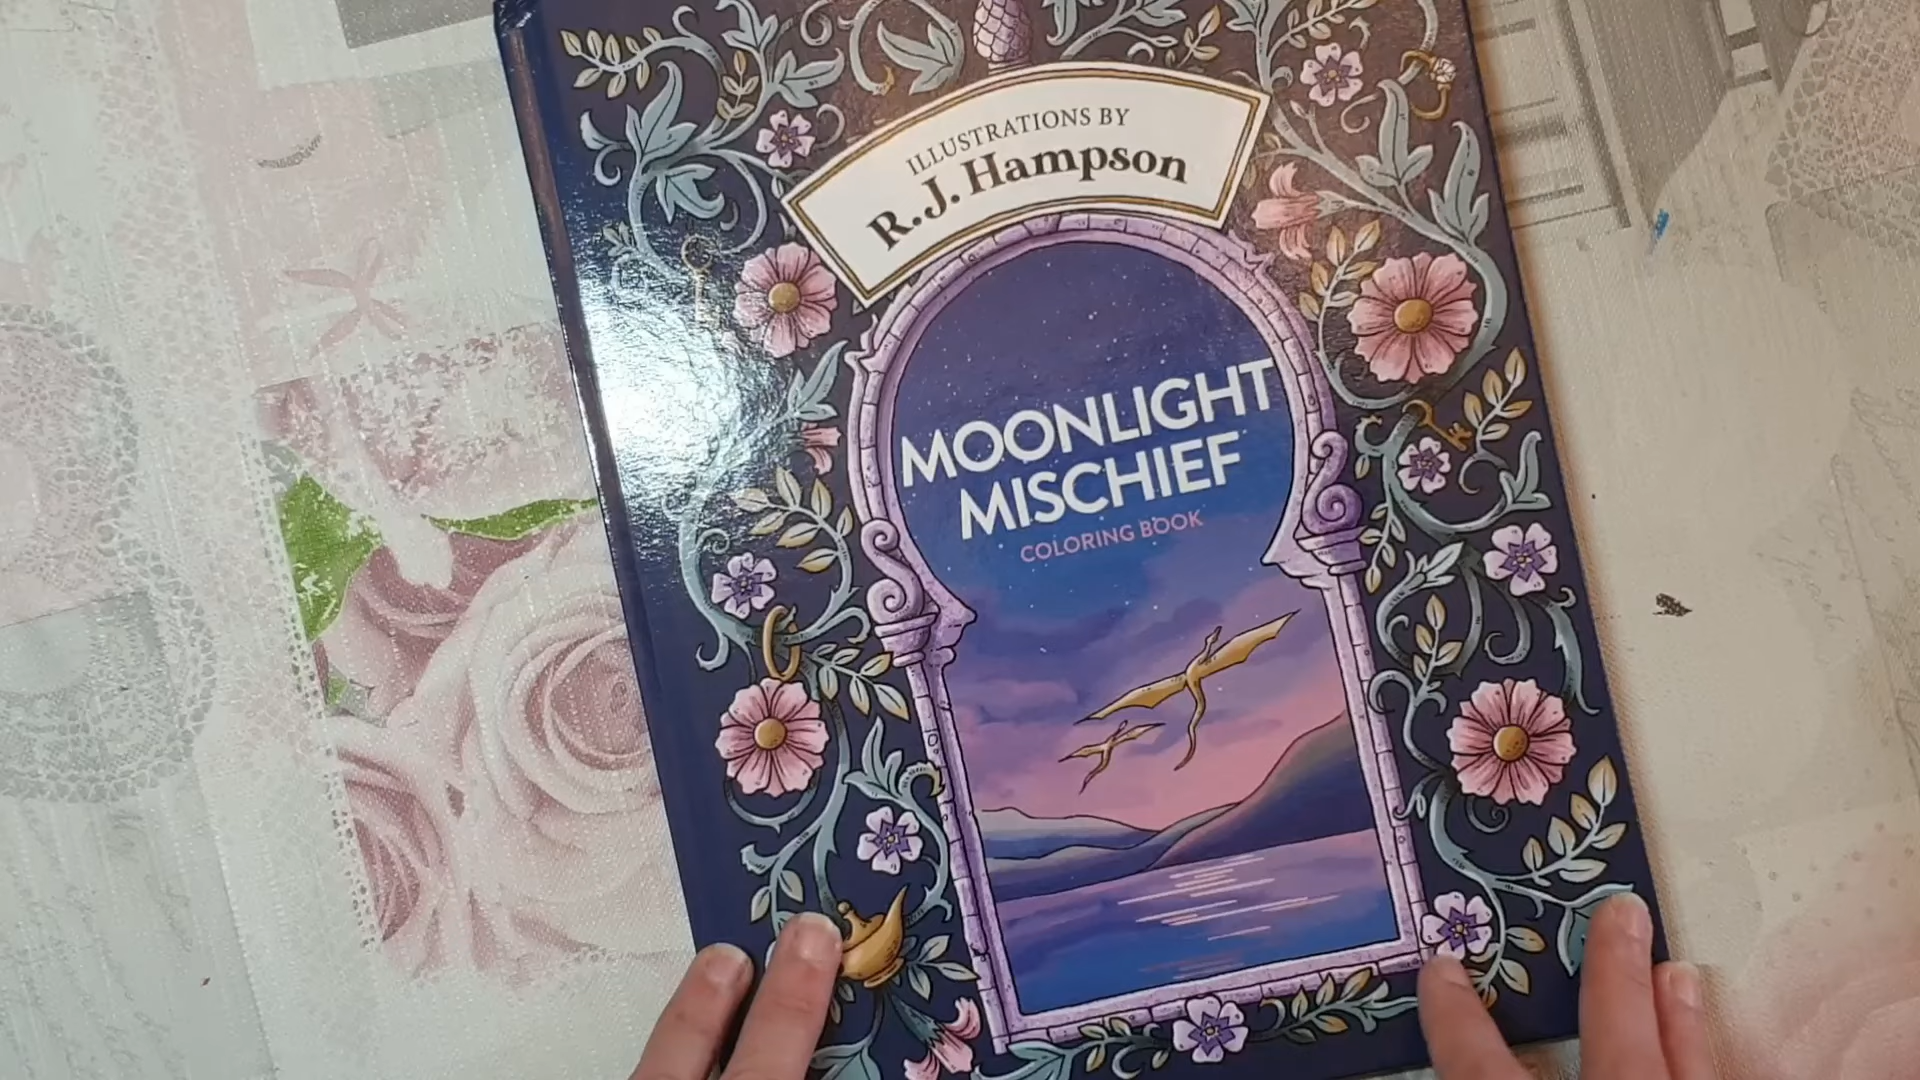 ILLUSTRATIONS BY
R.J. Hampson
MOONLIGHT
MISCHIEF
COLORING BOOK